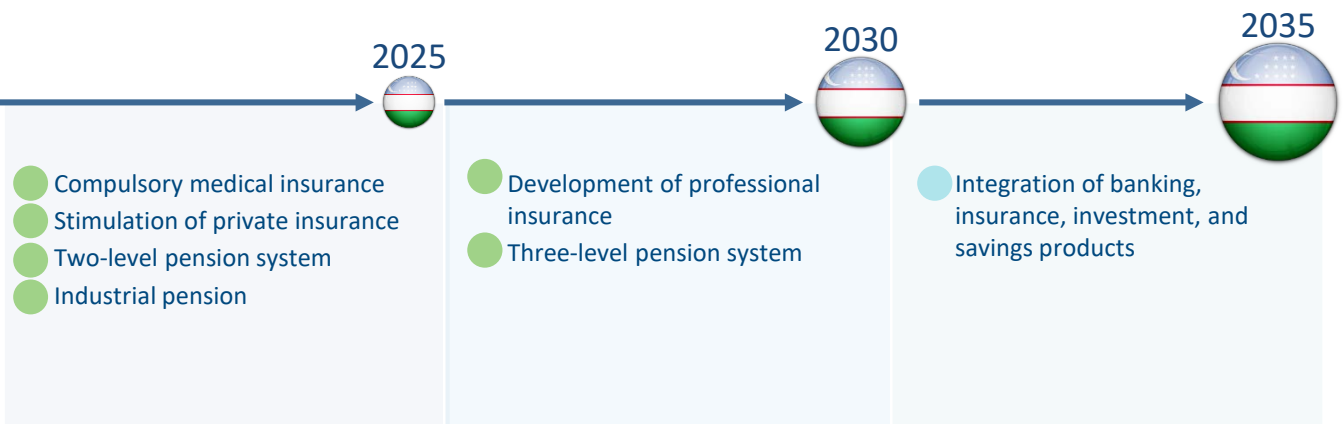 2025
2030
2035
Compulsory medical insurance
Stimulation of private insurance
Two-level pension system
Industrial pension
Development of professional
insurance
Three-level pension system
Integration of banking,
insurance, investment, and
savings products